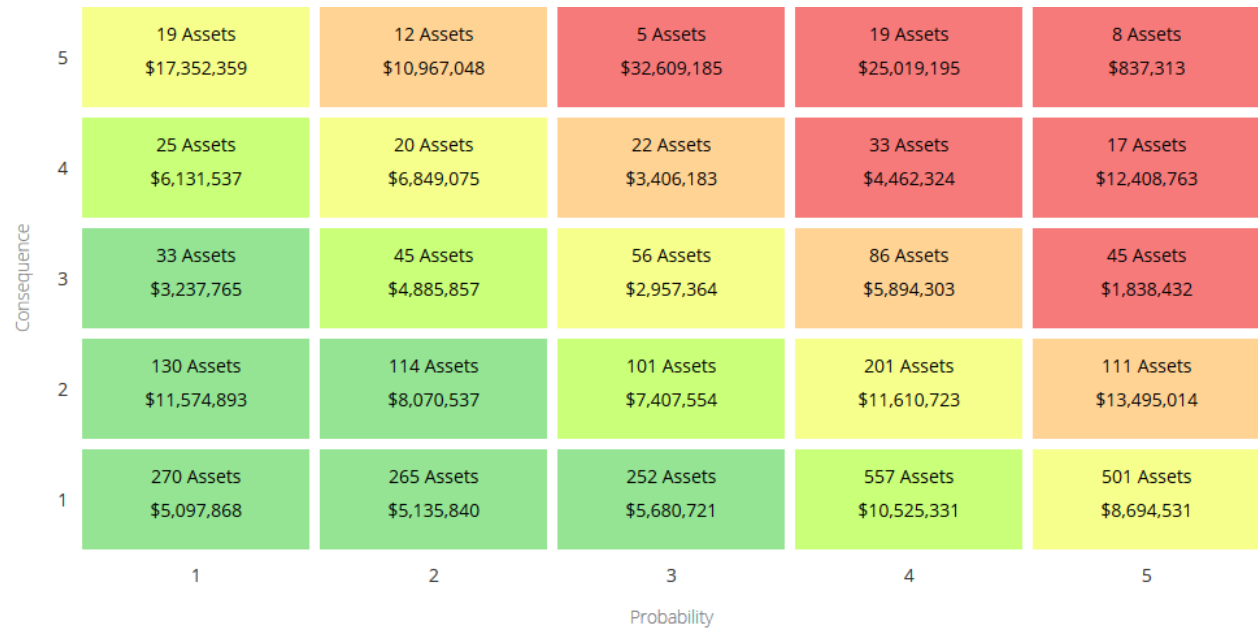 5
19 Assets
$17,352,359
12 Assets
$10,967,048
5 Assets
$32,609,185
19 Assets
$25,019,195
8 Assets
$837,313
4
25 Assets
$6,131,537
20 Assets
$6,849,075
22 Assets
$3,406,183
33 Assets
$4,462,324
17 Assets
$12,408,763
Consequence
3
33 Assets
$3,237,765
45 Assets
$4,885,857
56 Assets
$2,957,364
86 Assets
$5,894,303
45 Assets
$1,838,432
2
130 Assets
$11,574,893
114 Assets
$8,070,537
101 Assets
$7,407,554
201 Assets
$11,610,723
111 Assets
$13,495,014
1
270 Assets
$5,097,868
265 Assets
$5,135,840
252 Assets
$5,680,721
557 Assets
$10,525,331
501 Assets
$8,694,531
1
2
3
4
5
Probability